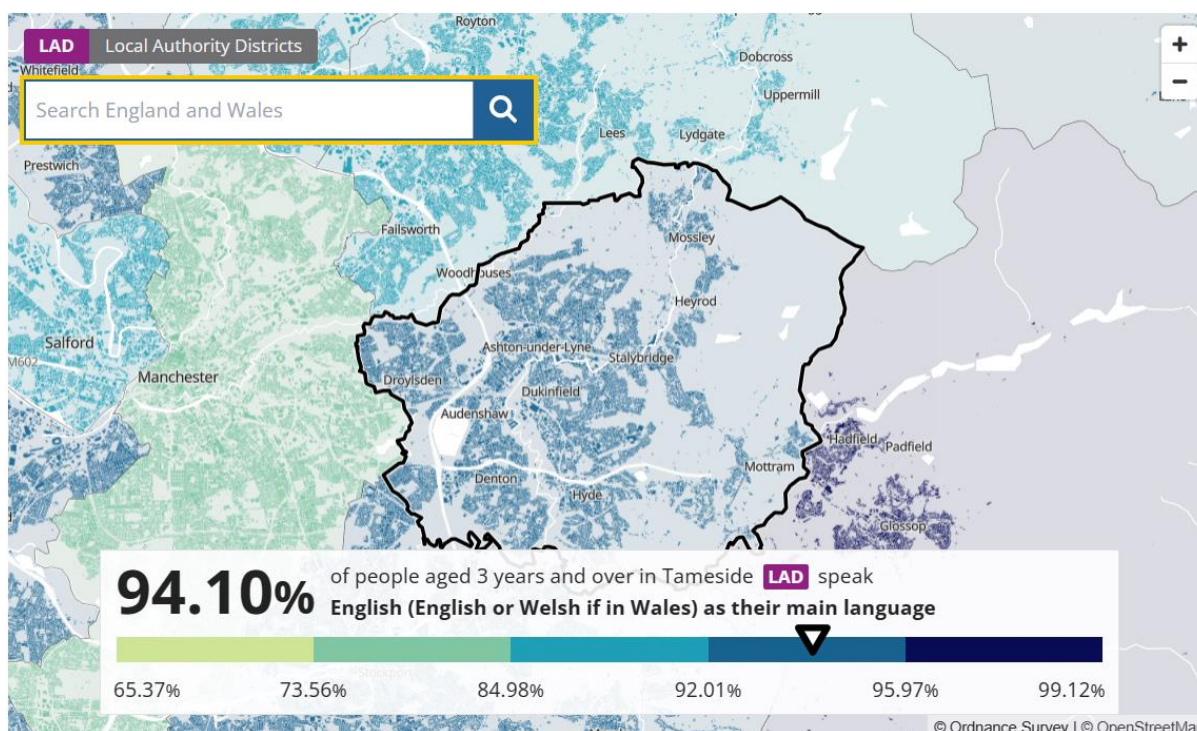 Royton
LAD Local Authority Districts
Dobcross
+
Whitefield
−
Search England and Wales
Uppermill
Lees
Lydgate
Prestwich
Failsworth
Mossley
Woodhouses
Heyrod
Salford
M602
Ashton-under-Lyne
Stalybridge
Manchester
Droylsden
Dukinfield
Audenshaw
Hadfield
Padfield
Mottram
Denton
Hyde
Glossop
94.10% of people aged 3 years and over in Tameside LAD speak
English (English or Welsh if in Wales) as their main language
Stockport
65.37% 73.56% 84.98% 92.01% 95.97% 99.12%
© Ordnance Survey | © OpenStreetMa